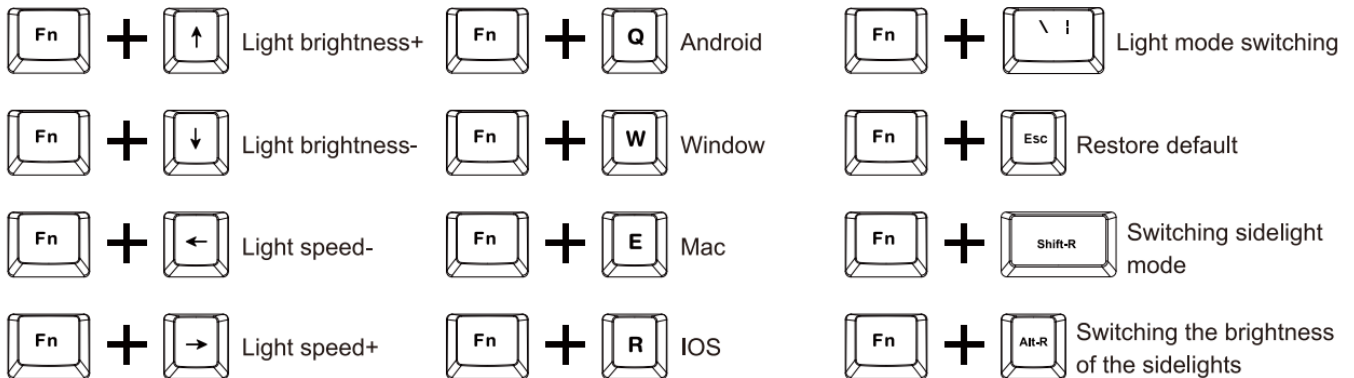 Fn + ↑ Light brightness+ Fn + Q Android Fn + \ ¦ Light mode switching
Fn + ↓ Light brightness- Fn + W Window Fn + Esc Restore default
Fn + ← Light speed- Fn + E Mac Fn + Shift-R Switching sidelight
mode
Fn + → Light speed+ Fn + R IOS Fn + Alt-R Switching the brightness
of the sidelights